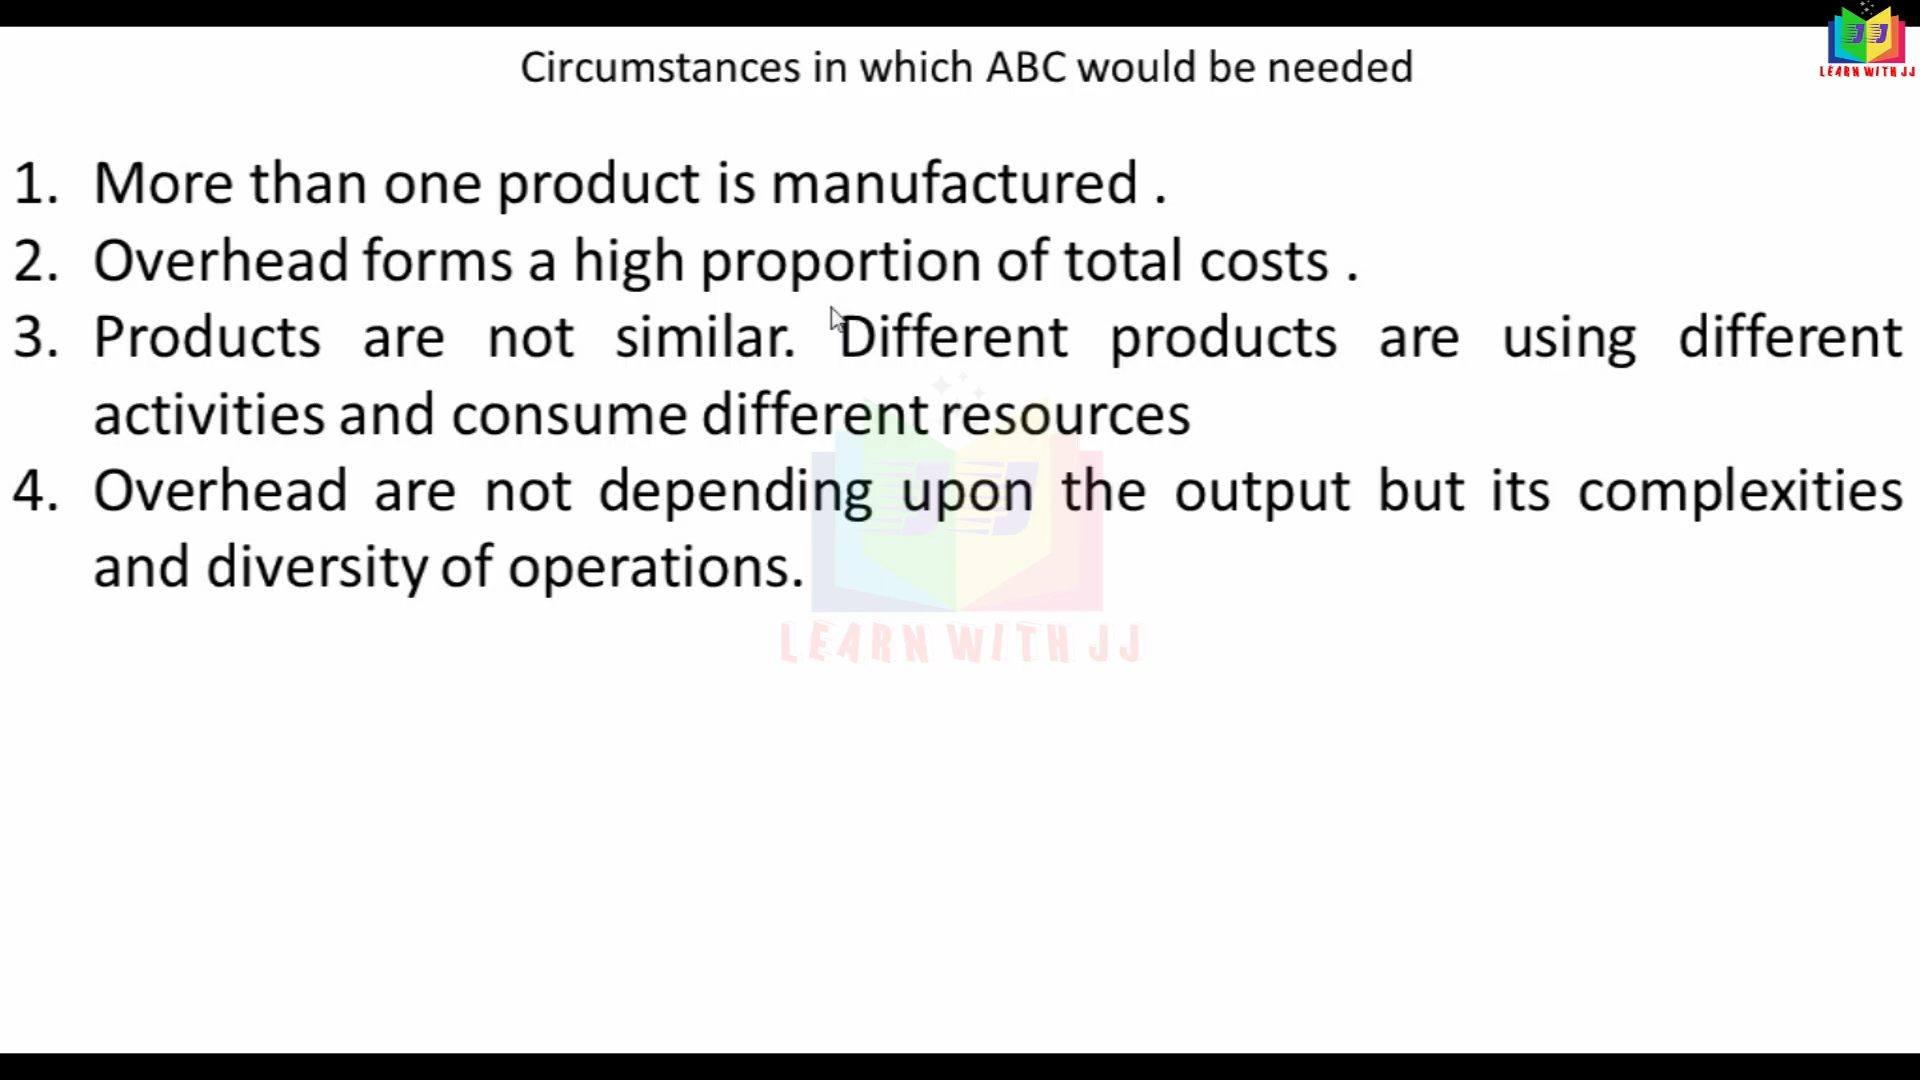 JJ
LEARN WITH JJ
Circumstances in which ABC would be needed
1. More than one product is manufactured .
2. Overhead forms a high proportion of total costs .
3. Products are not similar. Different products are using different
activities and consume different resources
4. Overhead are not depending upon the output but its complexities
and diversity of operations.
JJ
LEARN WITH JJ